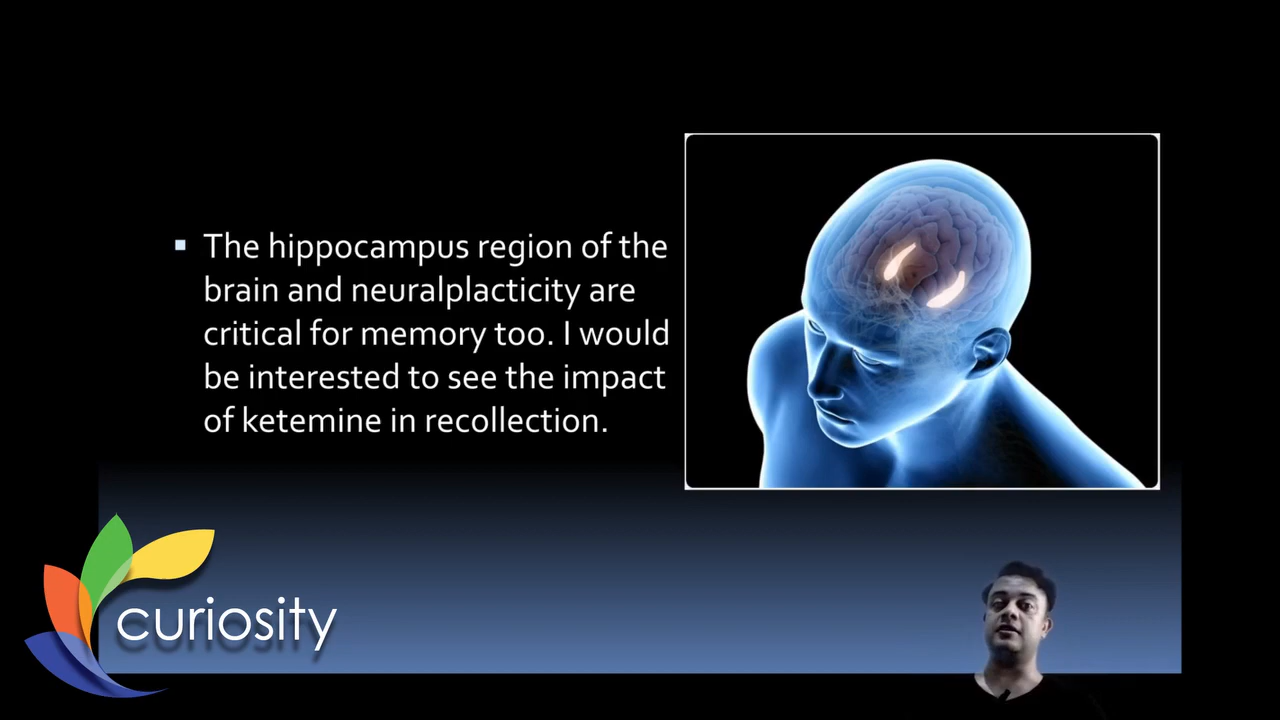 The hippocampus region of the
brain and neuralplacticity are
critical for memory too. I would
be interested to see the impact
of ketemine in recollection.
curiosity